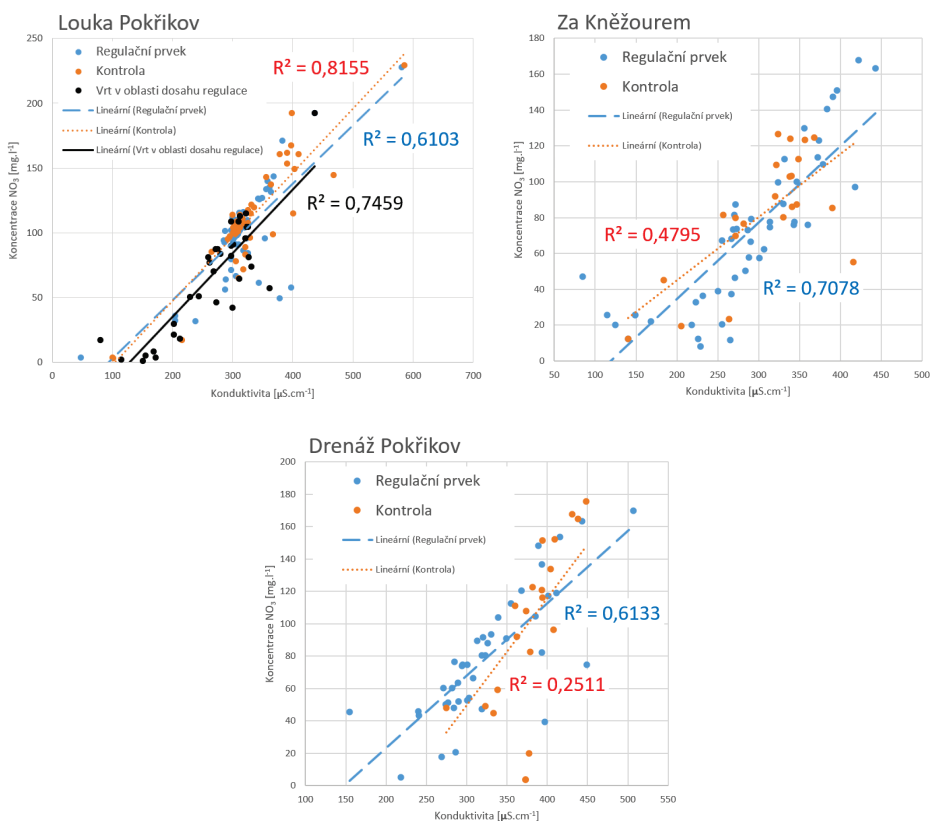 Louka Pokřikov
Regulační prvek
Kontrola
Vrt v oblasti dosahu regulace
Lineární (Regulační prvek)
Lineární (Kontrola)
Lineární (Vrt v oblasti dosahu regulace)
R² = 0,8155
R² = 0,6103
R² = 0,7459
Koncentrace NO₃ [mg.l⁻¹]
250
200
150
100
50
0
0 100 200 300 400 500 600 700
Konduktivita [µS.cm⁻¹]
Za Kněžourem
Regulační prvek
Kontrola
Lineární (Regulační prvek)
Lineární (Kontrola)
R² = 0,4795
R² = 0,7078
Koncentrace NO₃ [mg.l⁻¹]
180
160
140
120
100
80
60
40
20
0
50 100 150 200 250 300 350 400 450 500
Konduktivita [µS.cm⁻¹]
Drenáž Pokřikov
Regulační prvek
Kontrola
Lineární (Regulační prvek)
Lineární (Kontrola)
R² = 0,6133
R² = 0,2511
Koncentrace NO₃ [mg.l⁻¹]
200
180
160
140
120
100
80
60
40
20
0
100 150 200 250 300 350 400 450 500 550
Konduktivita [µS.cm⁻¹]